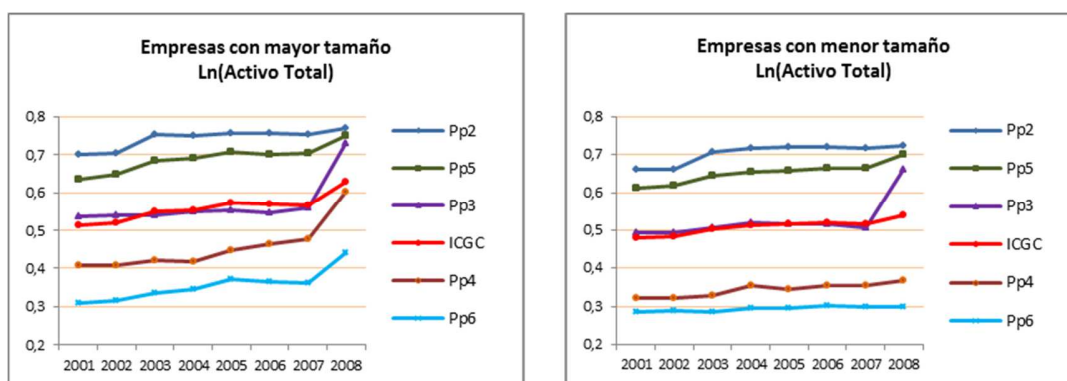 Empresas con mayor tamaño
Ln(Activo Total)
0,8
0,7
0,6
0,5
0,4
0,3
0,2
2001 2002 2003 2004 2005 2006 2007 2008
Pp2
Pp5
Pp3
ICGC
Pp4
Pp6
Empresas con menor tamaño
Ln(Activo Total)
0,8
0,7
0,6
0,5
0,4
0,3
0,2
2001 2002 2003 2004 2005 2006 2007 2008
Pp2
Pp5
Pp3
ICGC
Pp4
Pp6